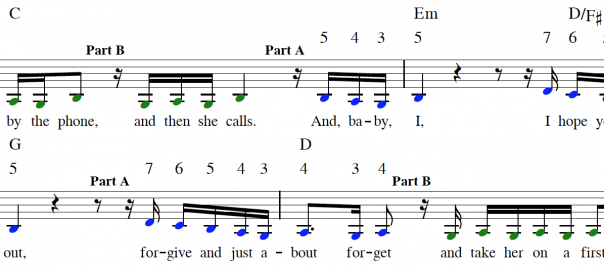 C Em D/F♯
Part B Part A
5 4 3 5 7 6
by the phone, and then she calls. And, ba-by, I, I hope
G D
5 7 6 5 4 3 4 3 4
Part A Part B
out, for-give and just a-bout for-get and take her on a first